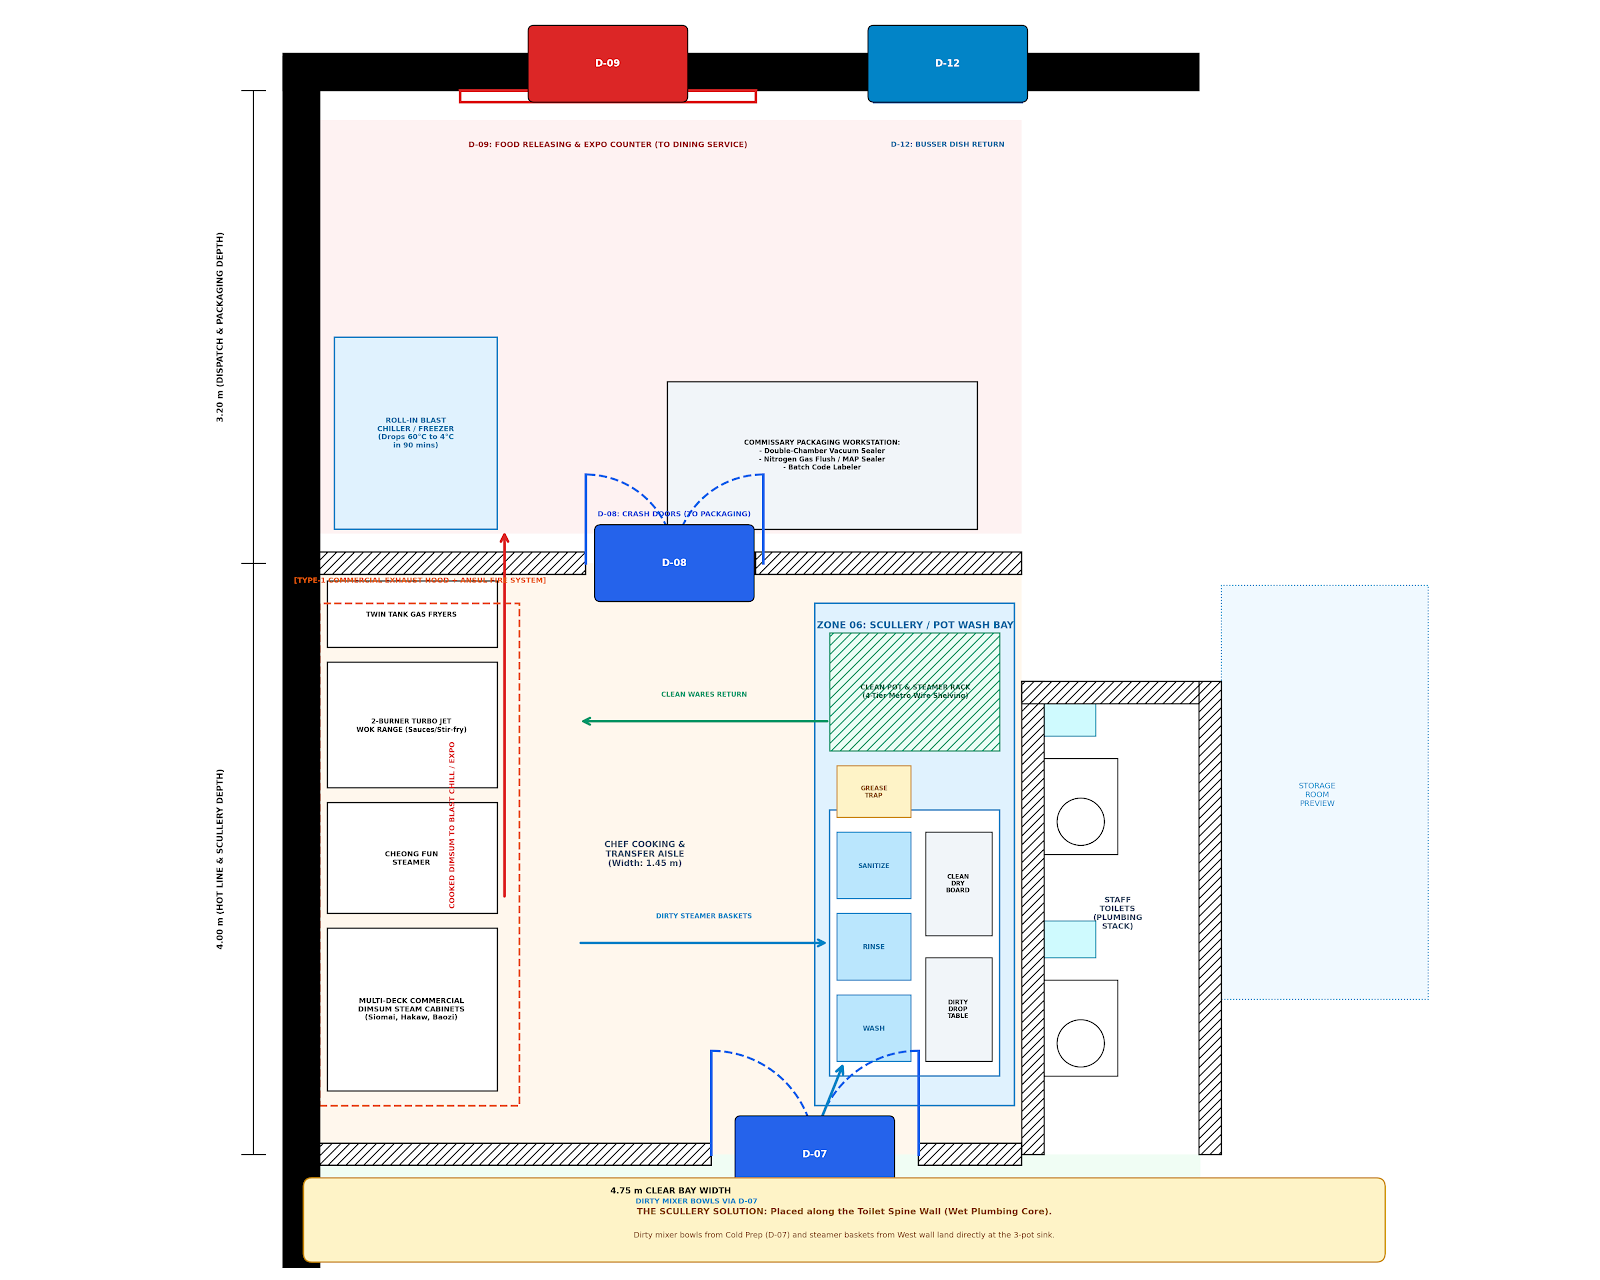 D-09
D-12
D-09: FOOD RELEASING & EXPO COUNTER (TO DINING SERVICE)
D-12: BUSSER DISH RETURN
3.20 m (DISPATCH & PACKAGING DEPTH)
ROLL-IN BLAST
CHILLER / FREEZER
(Drops 60°C to 4°C
in 90 mins)
COMMISSARY PACKAGING WORKSTATION:
- Double-Chamber Vacuum Sealer
- Nitrogen Gas Flush / MAP Sealer
- Batch Code Labeler
D-08: CRASH DOORS (TO PACKAGING)
D-08
[TYPE-1 COMMERCIAL EXHAUST HOOD + ANSUL FIRE SYSTEM]
TWIN TANK GAS FRYERS
ZONE 06: SCULLERY / POT WASH BAY
CLEAN POT & STEAMER RACK
(4-Tier Metro Wire Shelving)
CLEAN WARES RETURN
2-BURNER TURBO JET
WOK RANGE (Sauces/Stir-fry)
COOKED DIMSUM TO BLAST CHILL / EXPO
4.00 m (HOT LINE & SCULLERY DEPTH)
GREASE
TRAP
STORAGE
ROOM
PREVIEW
CHEONG FUN
STEAMER
CHEF COOKING &
TRANSFER AISLE
(Width: 1.45 m)
SANITIZE
CLEAN
DRY
BOARD
DIRTY STEAMER BASKETS
RINSE
STAFF
TOILETS
(PLUMBING
STACK)
MULTI-DECK COMMERCIAL
DIMSUM STEAM CABINETS
(Siomai, Hakaw, Baozi)
WASH
DIRTY
DROP
TABLE
D-07
4.75 m CLEAR BAY WIDTH
DIRTY MIXER BOWLS VIA D-07
THE SCULLERY SOLUTION: Placed along the Toilet Spine Wall (Wet Plumbing Core).
Dirty mixer bowls from Cold Prep (D-07) and steamer baskets from West wall land directly at the 3-pot sink.